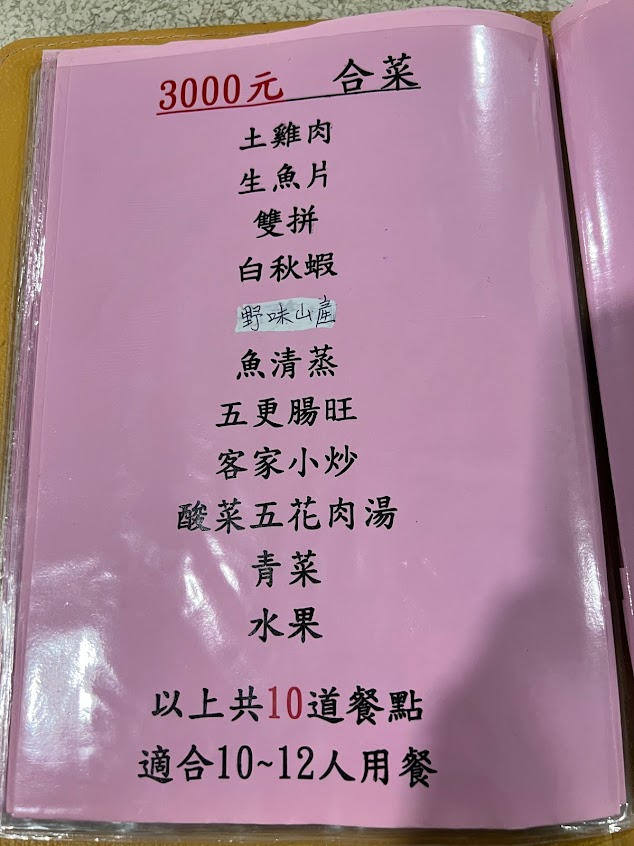 3000元 合菜
土雞肉
生魚片
雙拼
白秋蝦
野味山產
魚清蒸
五更腸旺
客家小炒
酸菜五花肉湯
青菜
水果
以上共10道餐點
適合10~12人用餐